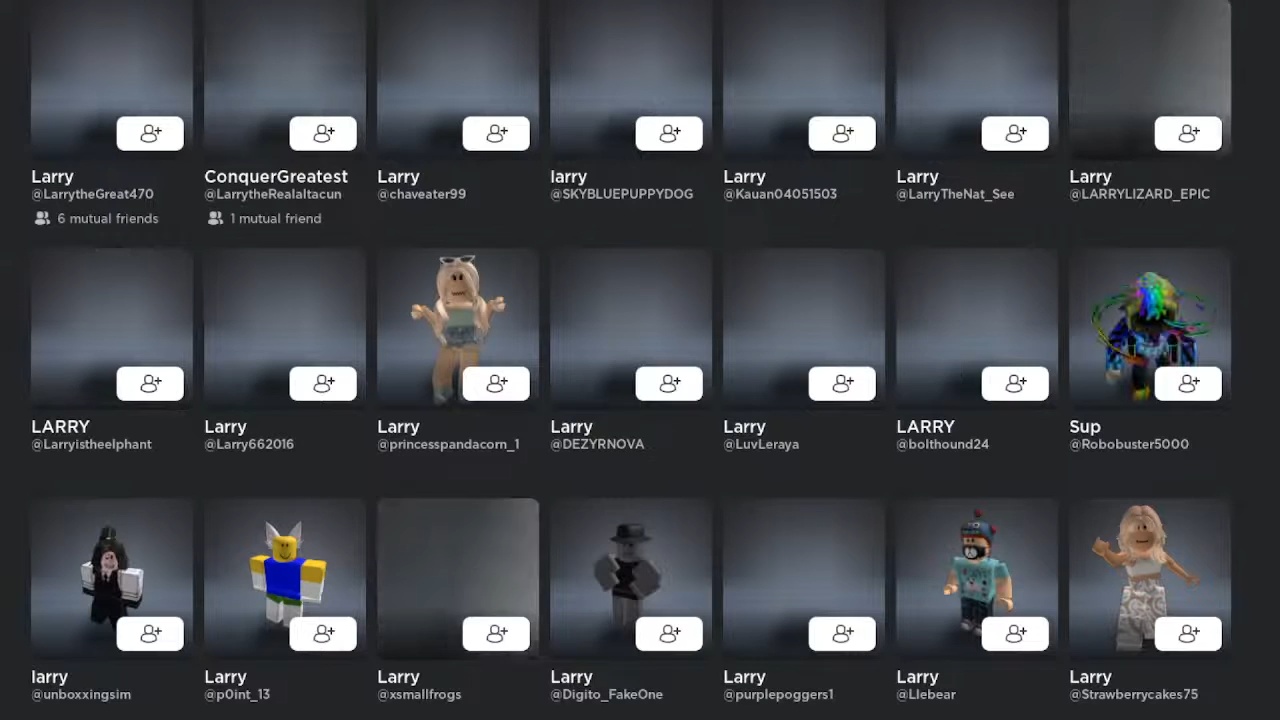 Larry
@LarrytheGreat470
6 mutual friends
ConquerGreatest
@LarrytheRealaltacun
1 mutual friend
Larry
@chaveater99
larry
@SKYBLUEPUPPYDOG
Larry
@Kauan04051503
Larry
@LarryTheNat_See
Larry
@LARRYLIZARD_EPIC
LARRY
@Larryistheelphant
Larry
@Larry662016
Larry
@princesspandacorn_1
Larry
@DEZYRNOVA
Larry
@LuvLeraya
LARRY
@bolthound24
Sup
@Robobuster5000
larry
@unboxxingsim
Larry
@p0int_13
Larry
@xsmallfrogs
Larry
@Digito_FakeOne
Larry
@purplepoggers1
Larry
@Llebear
Larry
@Strawberrycakes75